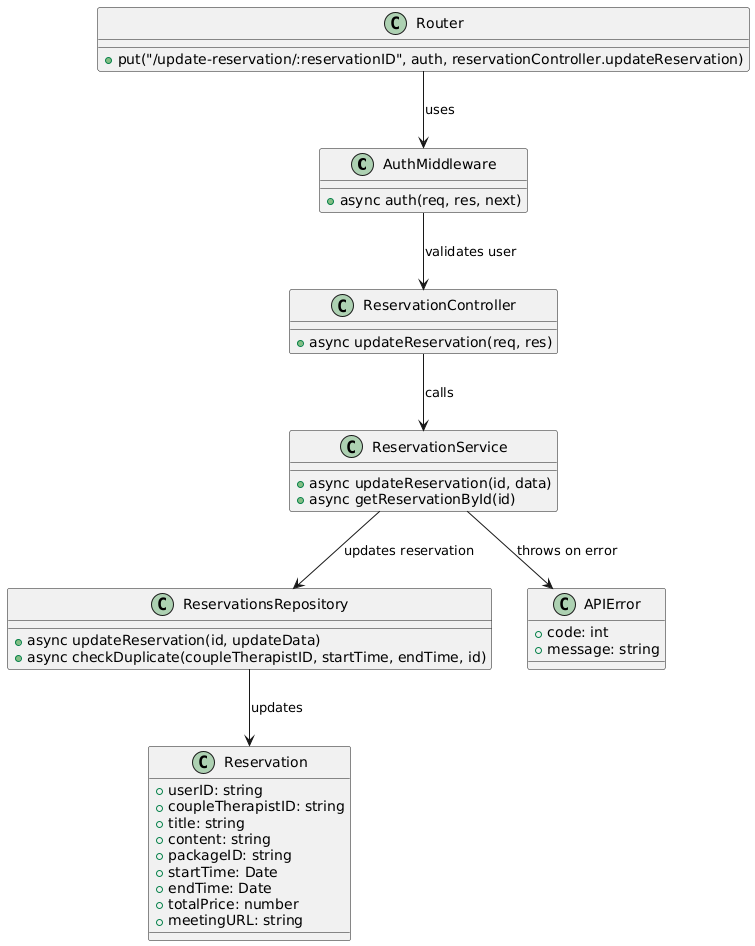 C Router
put("/update-reservation/:reservationID", auth, reservationController.updateReservation)
uses
C AuthMiddleware
async auth(req, res, next)
validates user
C ReservationController
async updateReservation(req, res)
calls
C ReservationService
async updateReservation(id, data)
async getReservationById(id)
updates reservation
throws on error
C ReservationsRepository
async updateReservation(id, updateData)
async checkDuplicate(coupleTherapistID, startTime, endTime, id)
C APIError
code: int
message: string
updates
C Reservation
userID: string
coupleTherapistID: string
title: string
content: string
packageID: string
startTime: Date
endTime: Date
totalPrice: number
meetingURL: string